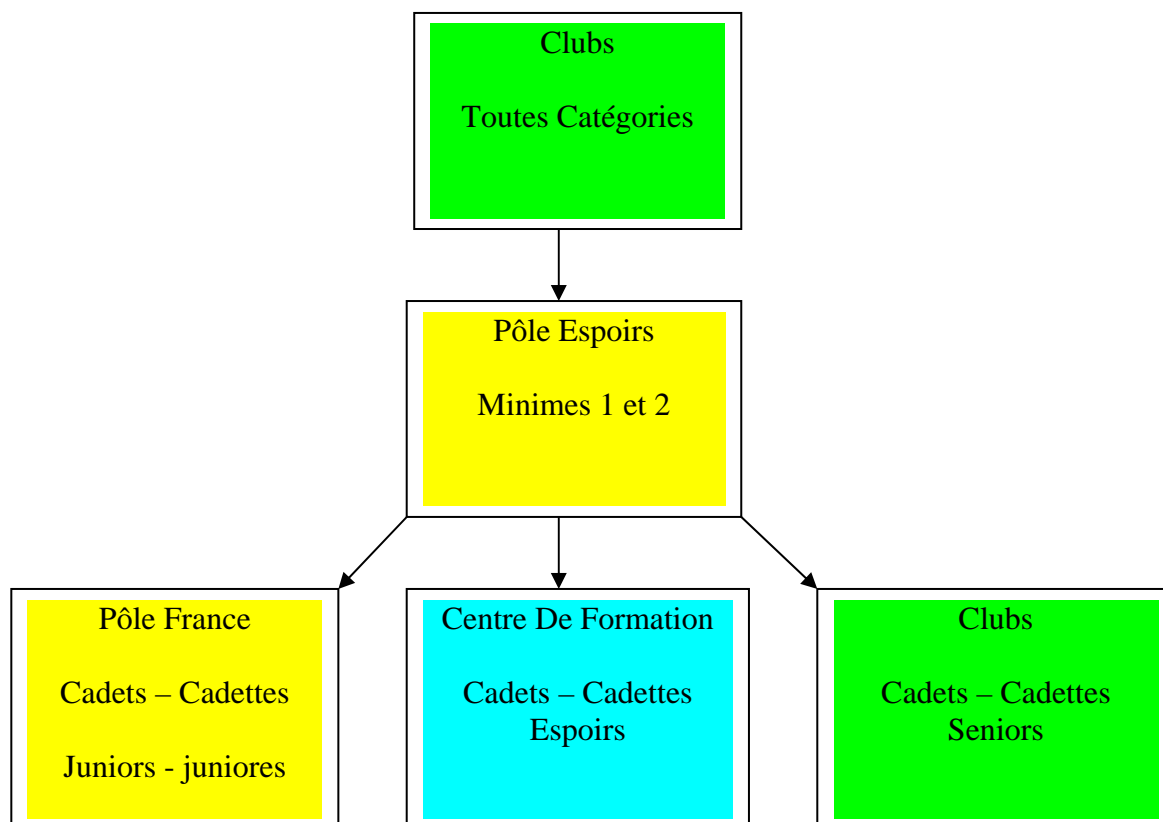 Clubs
Toutes Catégories
Pôle Espoirs
Minimes 1 et 2
Pôle France
Cadets – Cadettes
Juniors - juniores
Centre De Formation
Cadets – Cadettes
Espoirs
Clubs
Cadets – Cadettes
Seniors